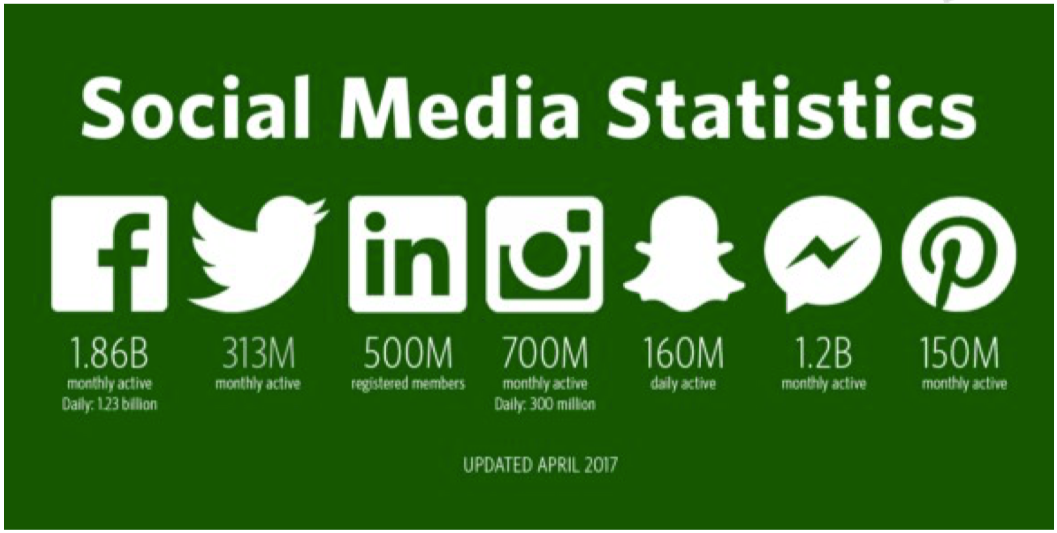 Social Media Statistics
f
in
1.86B 313M 500M 700M 160M 1.2B 150M
monthly active monthly active registered members monthly active daily active monthly active monthly active
Daily: 1.23 billion Daily: 300 million
UPDATED APRIL 2017